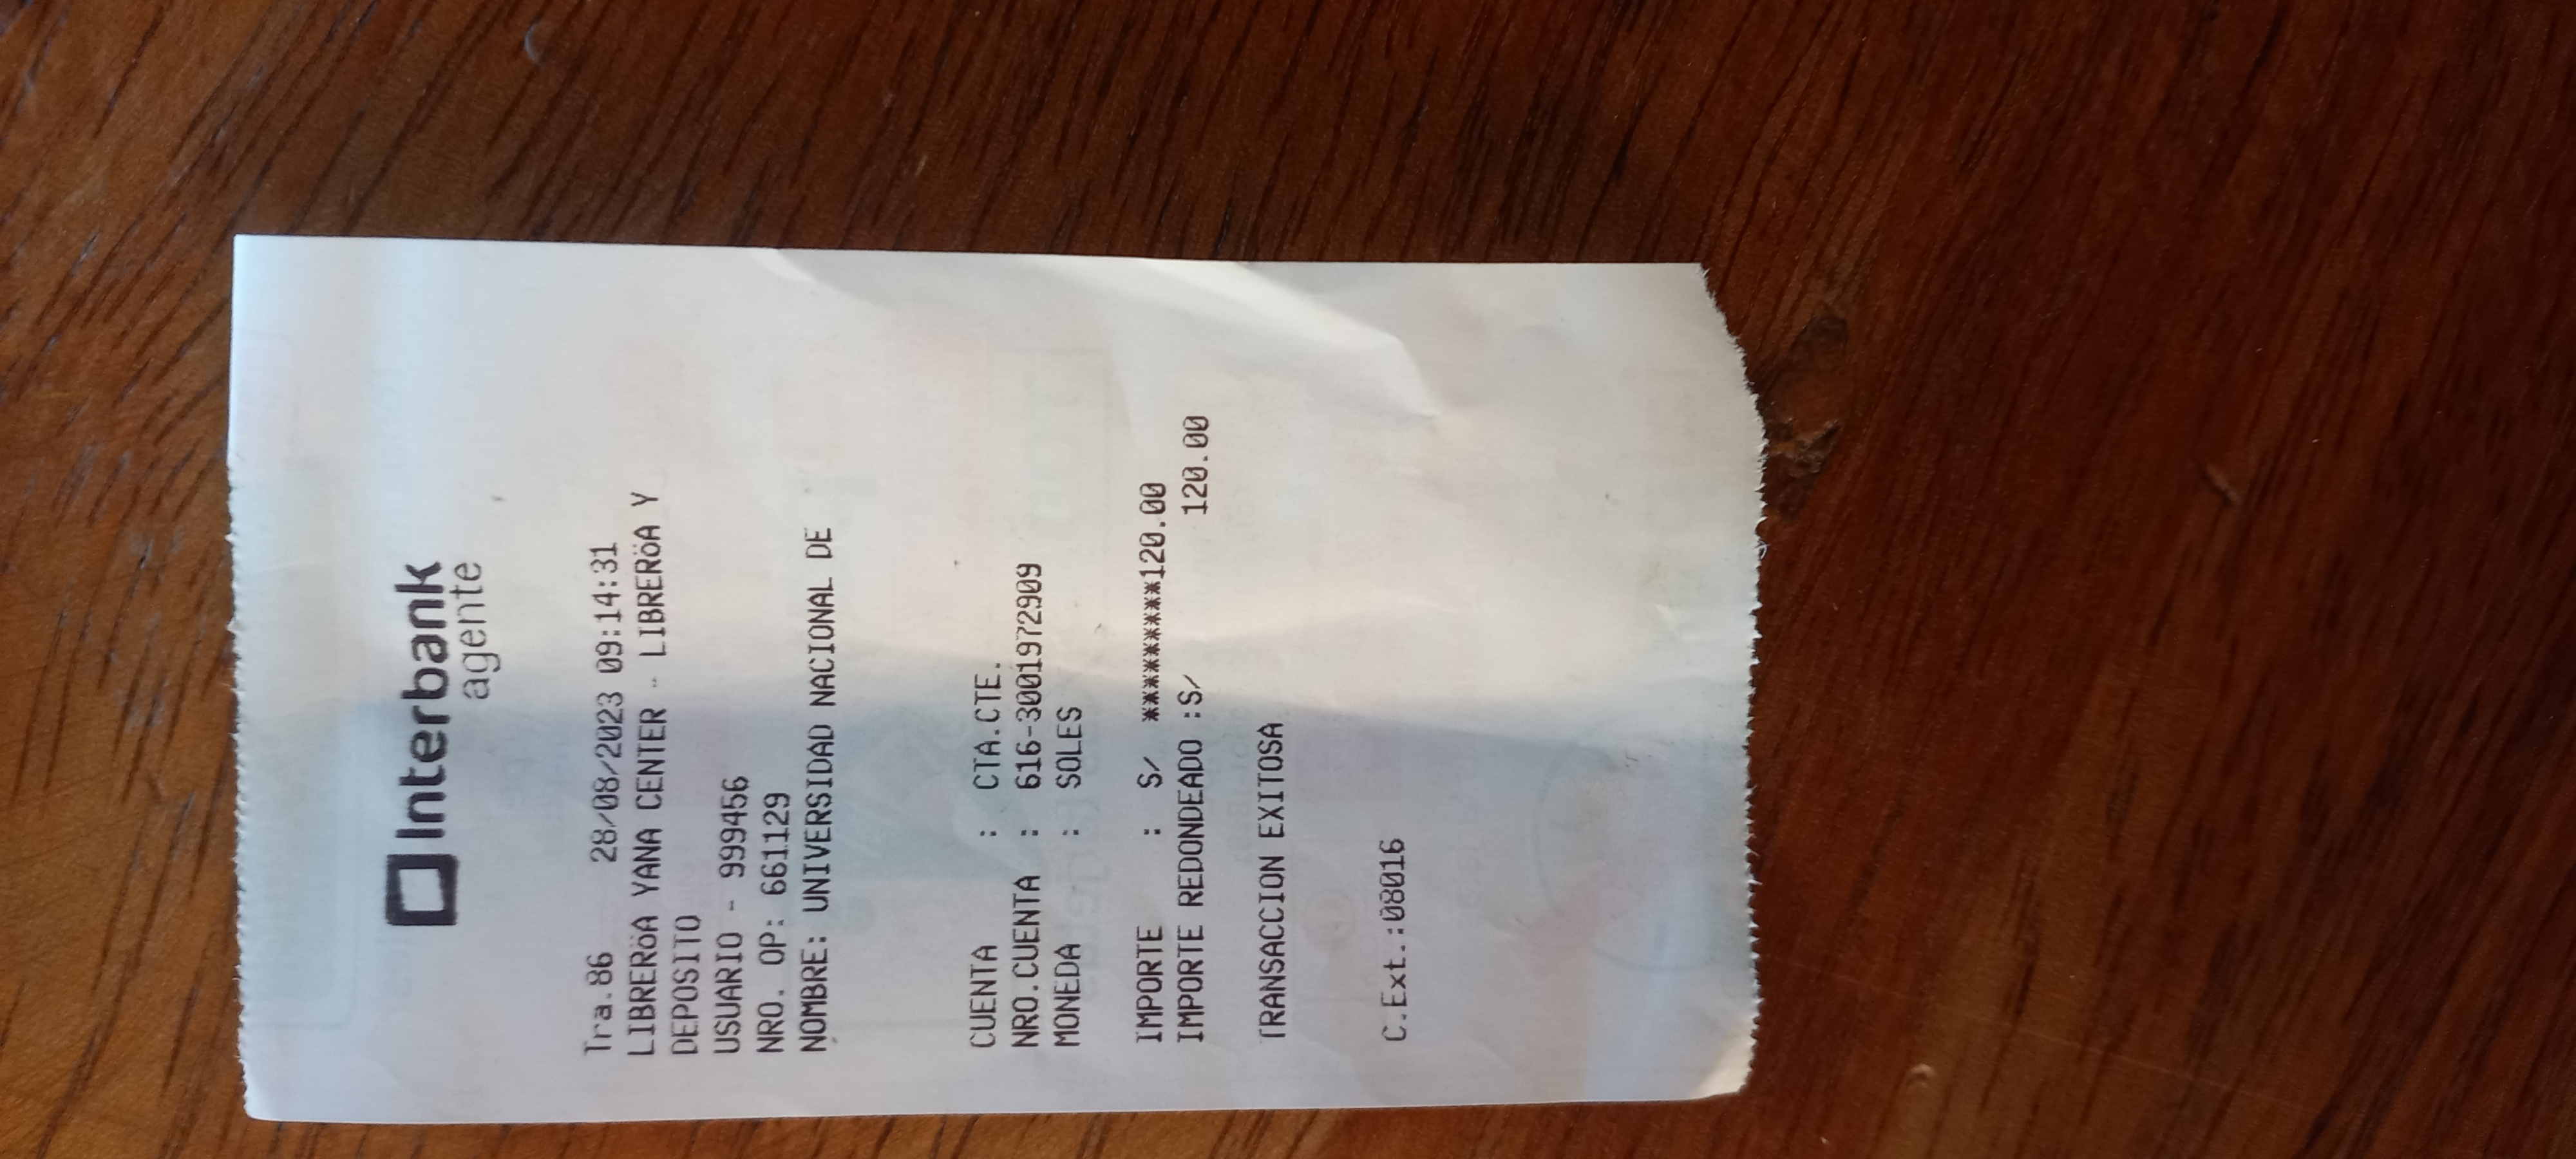 Interbank
agente
Tra.86 28/08/2023 09:14:31
LIBRERöA YANA CENTER - LIBRERöA Y
DEPOSITO
USUARIO - 999456
NRO. OP: 661129
NOMBRE: UNIVERSIDAD NACIONAL DE
CUENTA : CTA.CTE.
NRO.CUENTA : 616-3001972909
MONEDA : SOLES
IMPORTE : S/ **********120.00
IMPORTE REDONDEADO :S/ 120.00
TRANSACCION EXITOSA
C.Ext.:08016